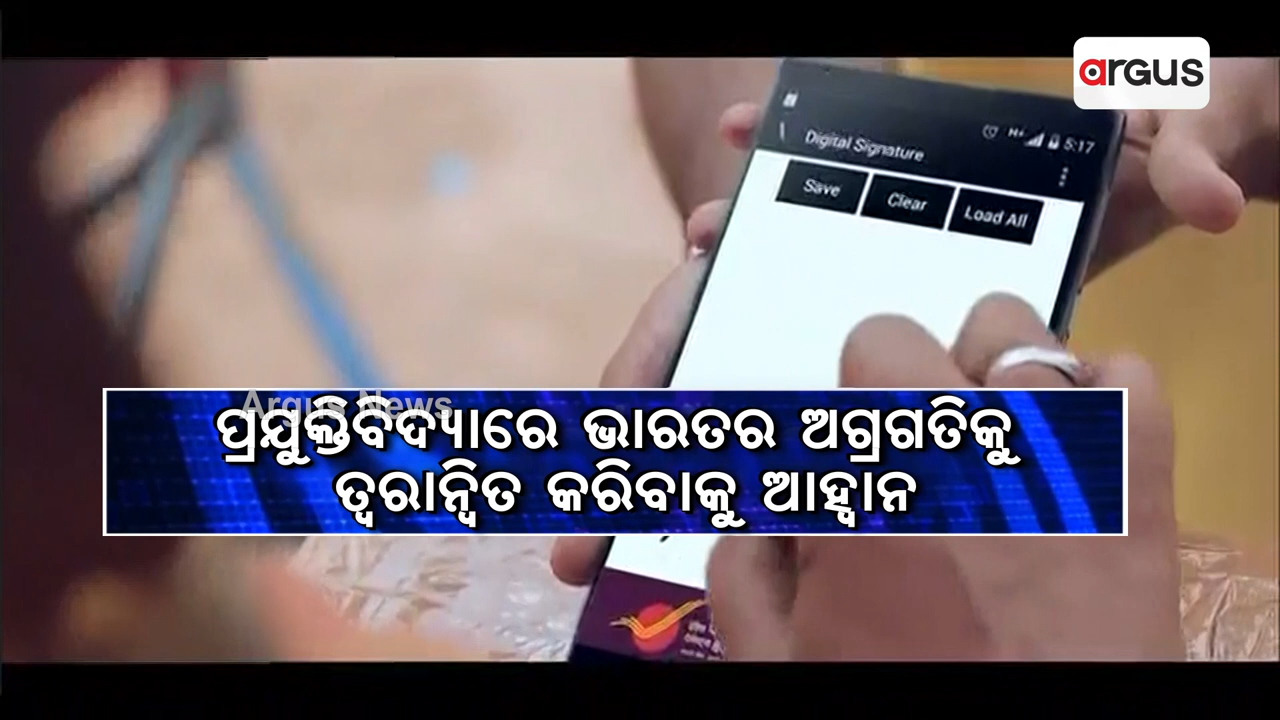 argus
H+ 5:17
Digital Signature
Save Clear Load All
Argus News
ପ୍ରଯୁକ୍ତିବିଦ୍ୟାରେ ଭାରତର ଅଗ୍ରଗତିକୁ
ତ୍ୱରାନ୍ୱିତ କରିବାକୁ ଆହ୍ୱାନ